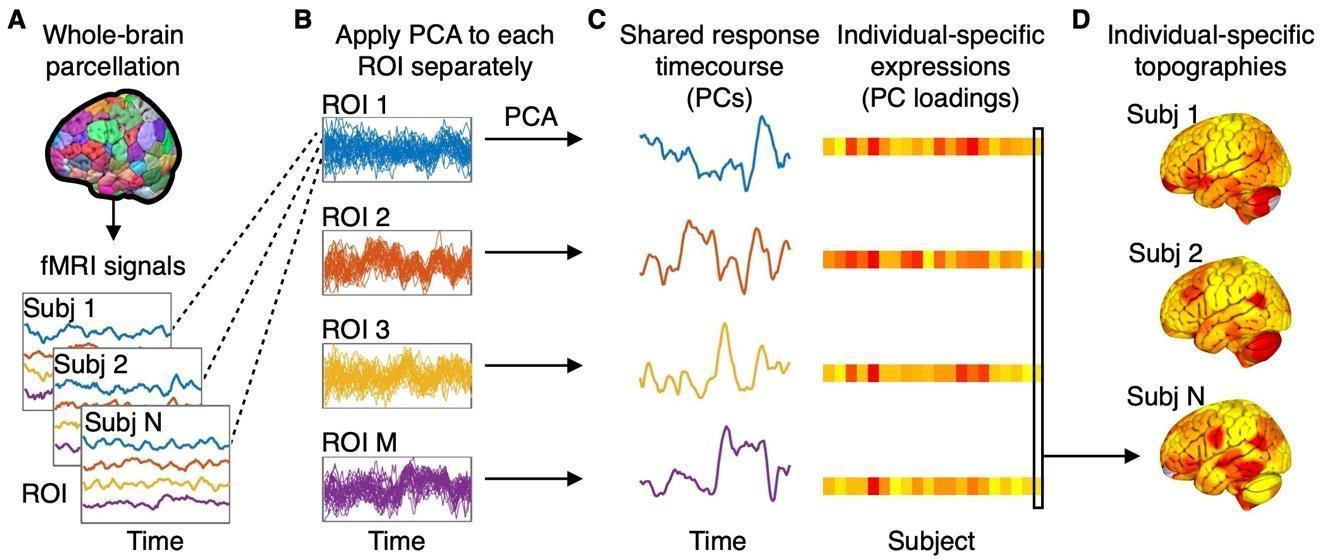 A
Whole-brain
parcellation
fMRI signals
Subj 1
Subj 2
Subj N
ROI
Time
B
Apply PCA to each
ROI separately
ROI 1
PCA
ROI 2
ROI 3
ROI M
Time
C
Shared response
timecourse
(PCs)
Time
Individual-specific
expressions
(PC loadings)
Subject
D
Individual-specific
topographies
Subj 1
Subj 2
Subj N